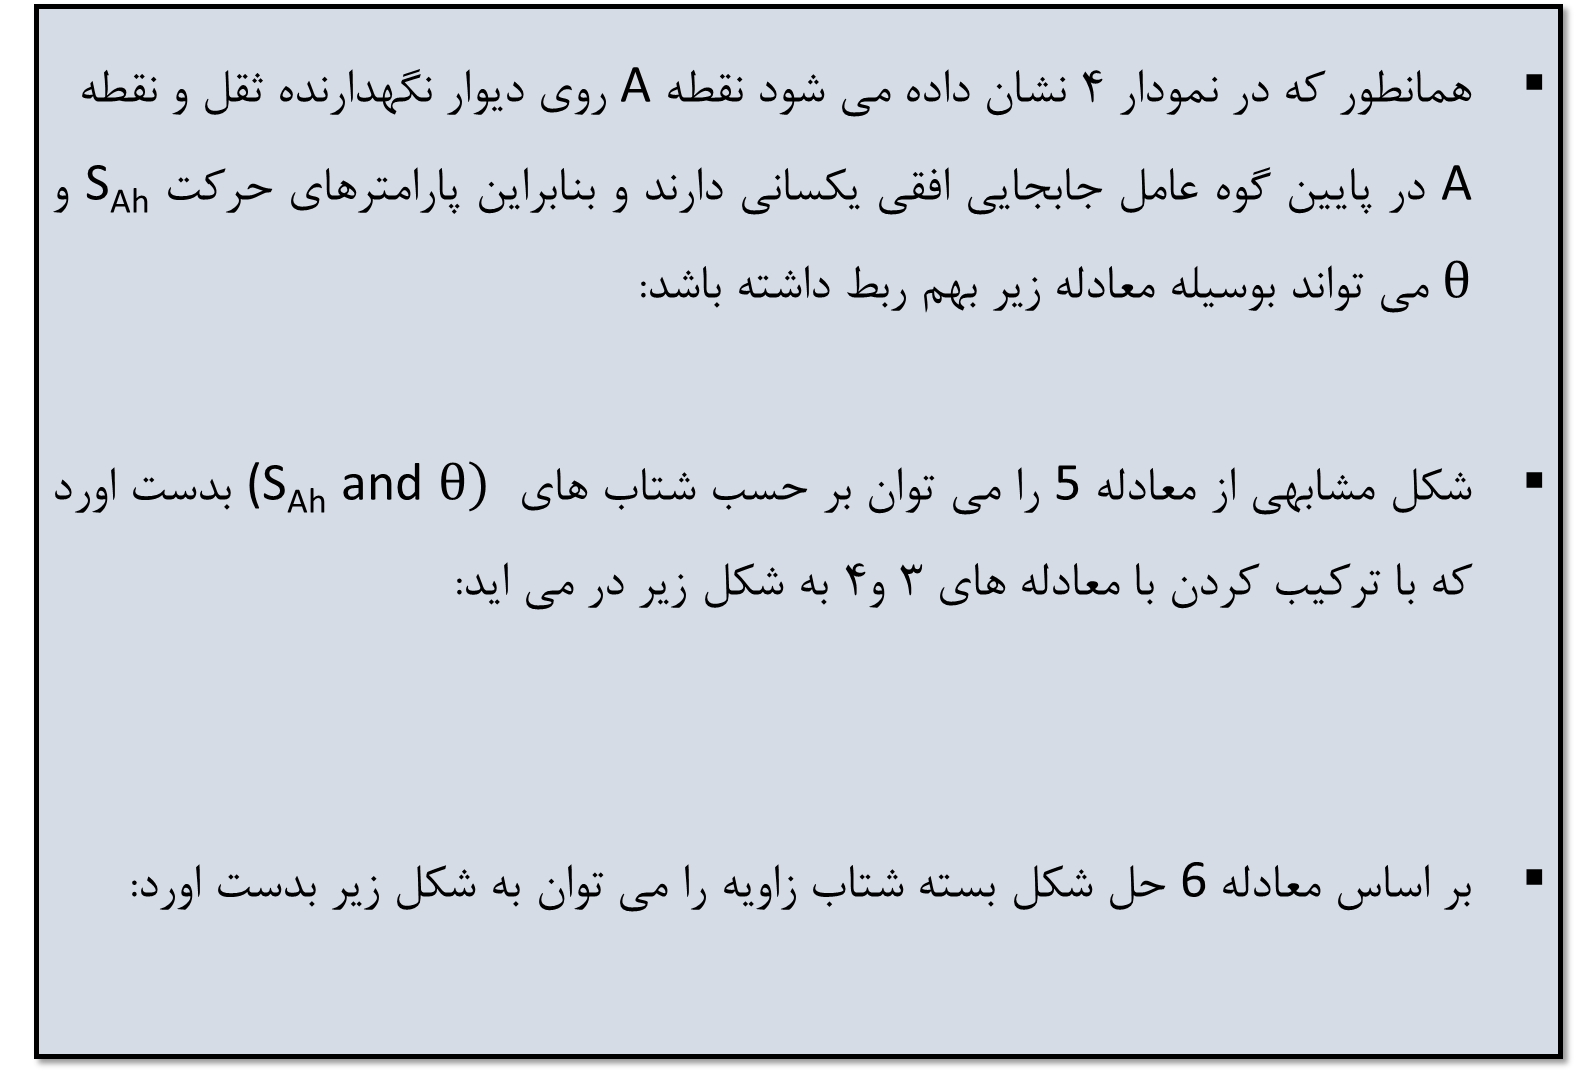 ▪ همانطور که در نمودار ۴ نشان داده می شود نقطه A روی دیوار نگهدارنده ثقل و نقطه
A در پایین گوه عامل جابجایی افقی یکسانی دارند و بنابراین پارامترهای حرکت S_Ah و
θ می تواند بوسیله معادله زیر بهم ربط داشته باشد:
▪ شکل مشابهی از معادله 5 را می توان بر حسب شتاب های (S_Ah and θ) بدست اورد
که با ترکیب کردن با معادله های ۳ و۴ به شکل زیر در می اید:
▪ بر اساس معادله 6 حل شکل بسته شتاب زاویه را می توان به شکل زیر بدست اورد: